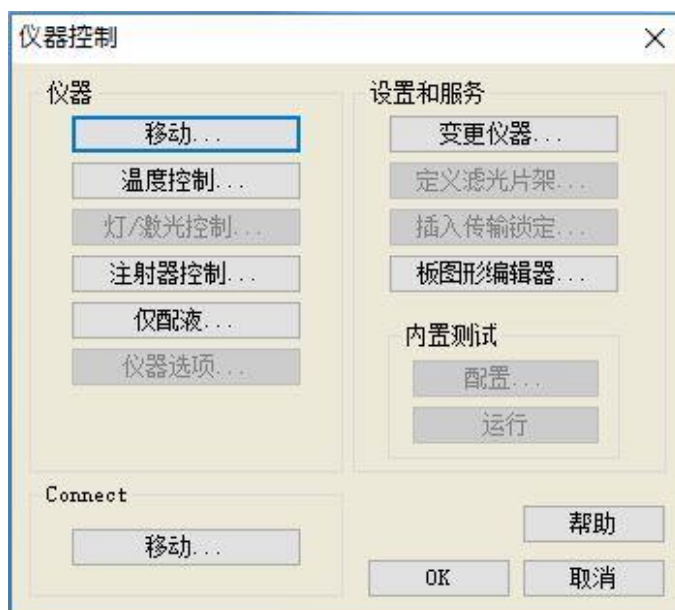 仪器控制
仪器
移动...
温度控制...
灯/激光控制...
注射器控制...
仅配液...
仪器选项...
设置和服务
变更仪器...
定义滤光片架...
插入传输锁定...
板图形编辑器...
内置测试
配置...
运行
Connect
移动...
帮助
OK
取消